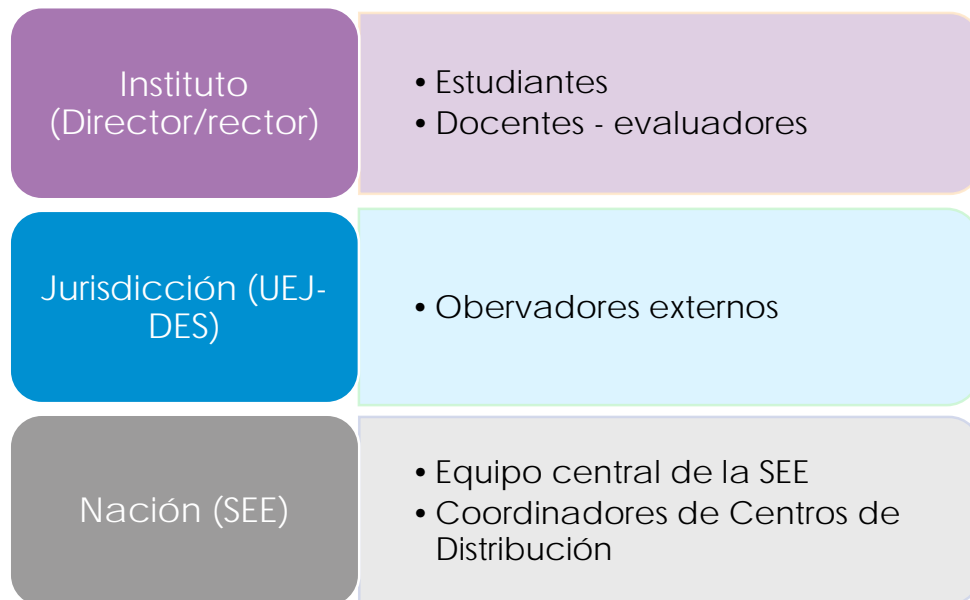 Instituto
(Director/rector)
• Estudiantes
• Docentes - evaluadores
Jurisdicción (UEJ-
DES)
• Obervadores externos
Nación (SEE)
• Equipo central de la SEE
• Coordinadores de Centros de
Distribución